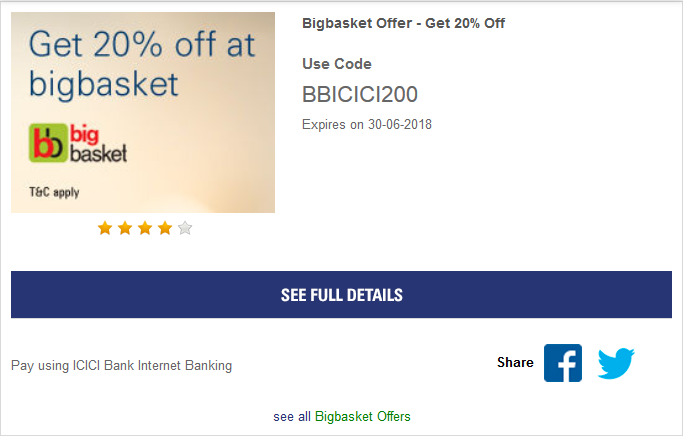 Get 20% off at
bigbasket
bb big
basket
T&C apply
Bigbasket Offer - Get 20% Off
Use Code
BBICICI200
Expires on 30-06-2018
SEE FULL DETAILS
Pay using ICICI Bank Internet Banking
Share
see all Bigbasket Offers